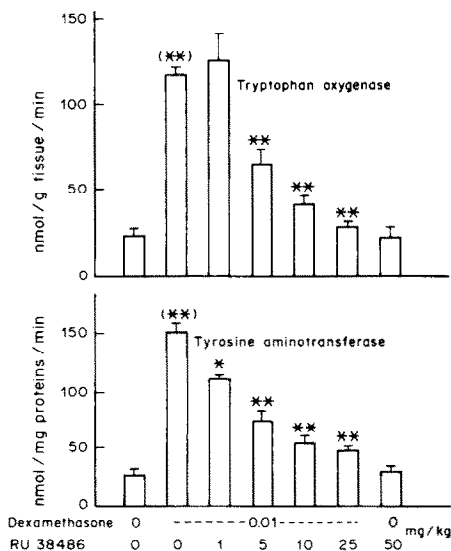 150
(**)
Tryptophan oxygenase
100
**
50
**
**
0
nmol/g tissue/min
(**)
150
Tyrosine aminotransferase
*
100
**
**
**
50
0
nmol/mg proteins/min
Dexamethasone 0 ------0.01------ 0 mg/kg
RU 38486 0 0 1 5 10 25 50